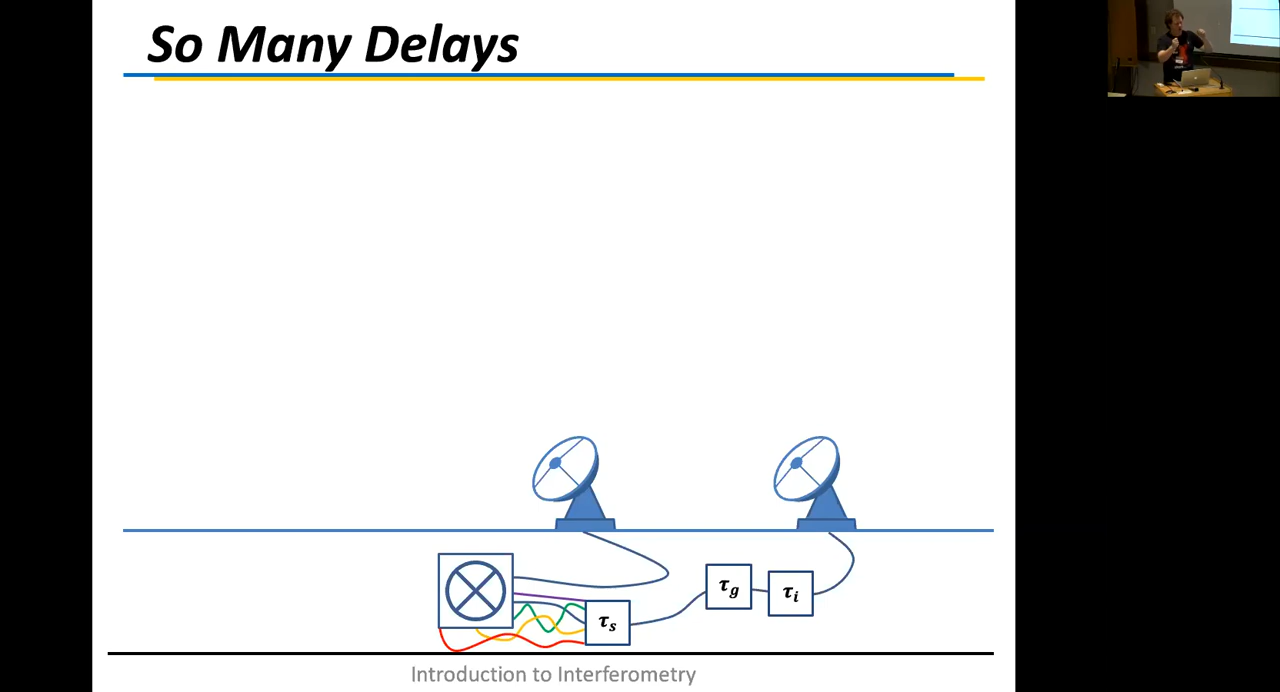 So Many Delays
τg
τi
τs
Introduction to Interferometry